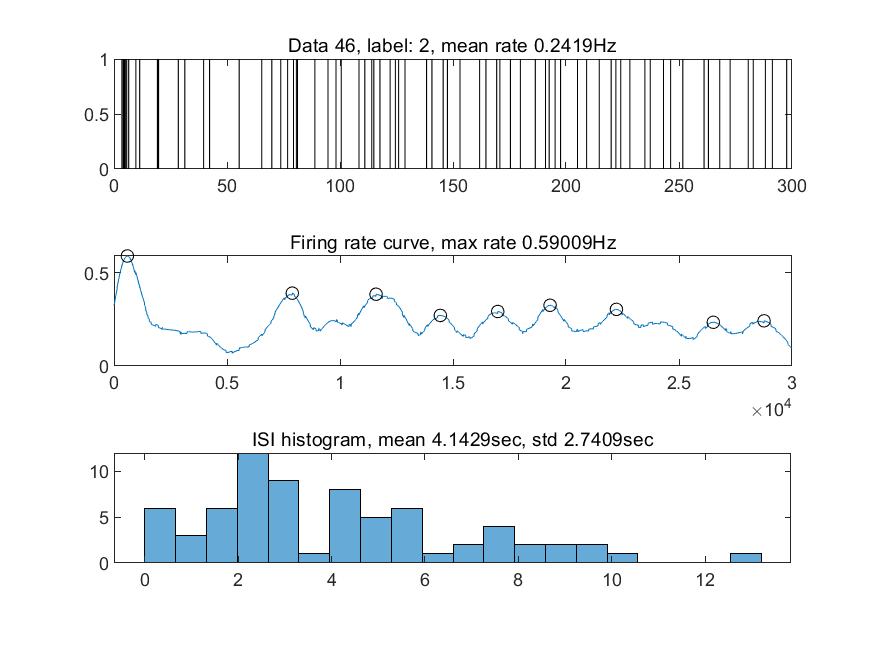 Data 46, label: 2, mean rate 0.2419Hz
1
0.5
0
0 50 100 150 200 250 300
Firing rate curve, max rate 0.59009Hz
0.5
0
0 0.5 1 1.5 2 2.5 3
×10^4
ISI histogram, mean 4.1429sec, std 2.7409sec
10
5
0
0 2 4 6 8 10 12